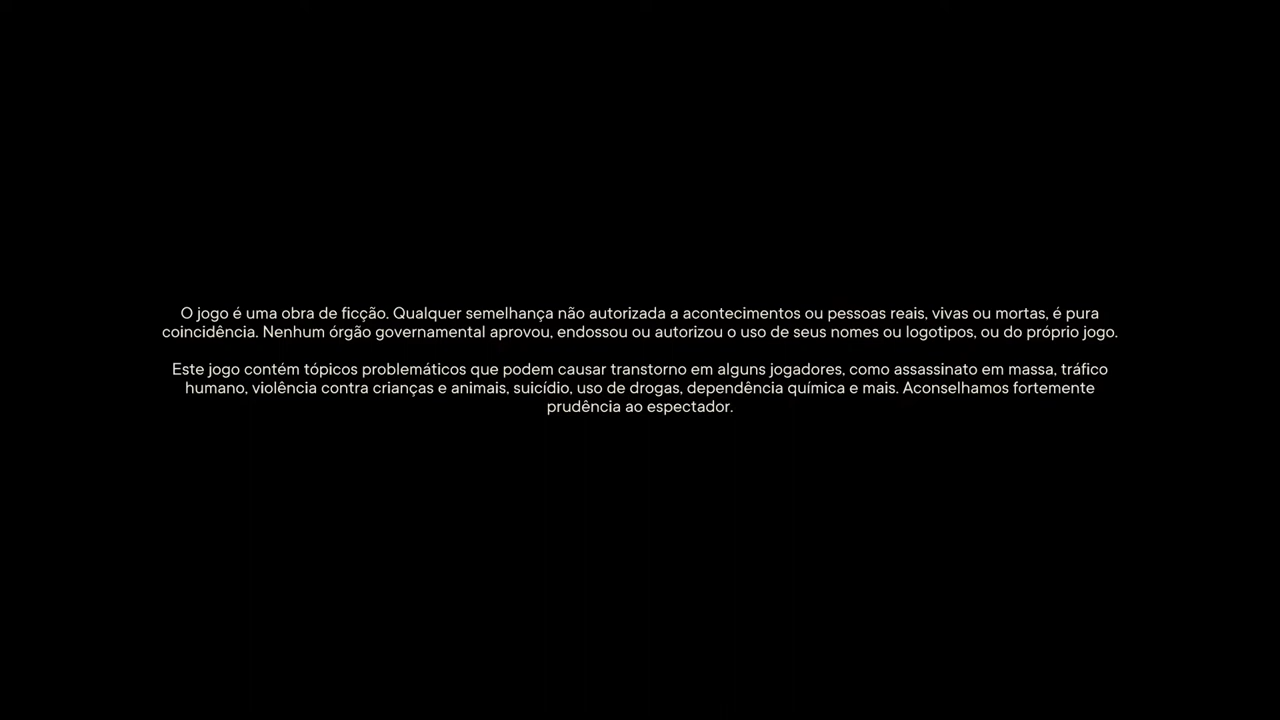 O jogo é uma obra de ficção. Qualquer semelhança não autorizada a acontecimentos ou pessoas reais, vivas ou mortas, é pura
coincidência. Nenhum órgão governamental aprovou, endossou ou autorizou o uso de seus nomes ou logotipos, ou do próprio jogo.
Este jogo contém tópicos problemáticos que podem causar transtorno em alguns jogadores, como assassinato em massa, tráfico
humano, violência contra crianças e animais, suicídio, uso de drogas, dependência química e mais. Aconselhamos fortemente
prudência ao espectador.